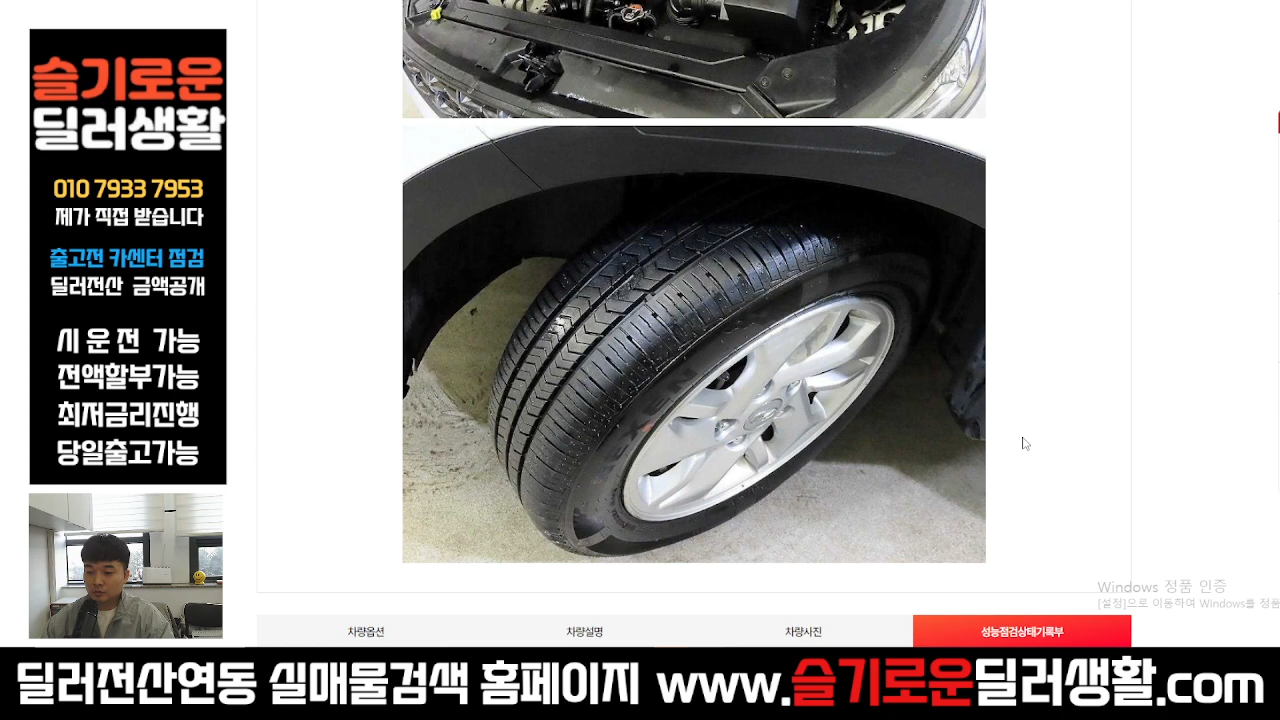 슬기로운
딜러생활
010 7933 7953
제가 직접 받습니다
출고전 카센터 점검
딜러전산 금액공개
시운전 가능
전액할부가능
최저금리진행
당일출고가능
Windows 정품 인증
[설정]으로 이동하여 Windows를 정품
차량옵션 차량설명 차량사진 성능점검상태기록부
딜러전산연동 실매물검색 홈페이지 www.슬기로운딜러생활.com